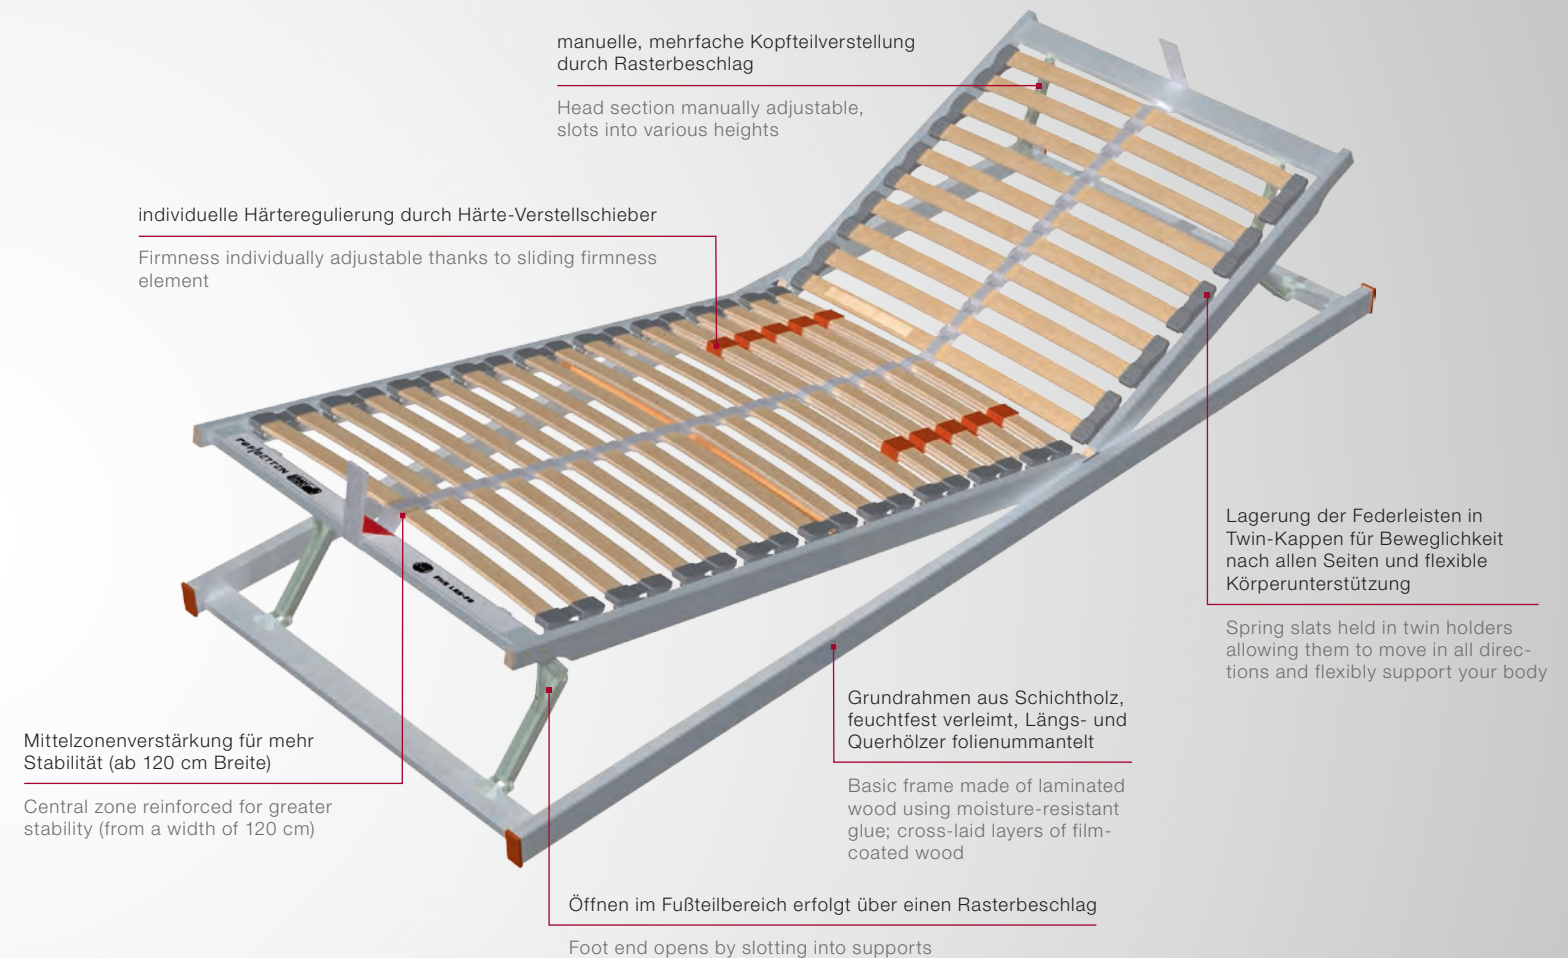 manuelle, mehrfache Kopfteilverstellung
durch Rasterbeschlag
Head section manually adjustable,
slots into various heights
individuelle Härteregulierung durch Härte-Verstellschieber
Firmness individually adjustable thanks to sliding firmness
element
Lagerung der Federleisten in
Twin-Kappen für Beweglichkeit
nach allen Seiten und flexible
Körperunterstützung
Spring slats held in twin holders
allowing them to move in all direc-
tions and flexibly support your body
Grundrahmen aus Schichtholz,
feuchtfest verleimt, Längs- und
Querhölzer folienummantelt
Basic frame made of laminated
wood using moisture-resistant
glue; cross-laid layers of film-
coated wood
Mittelzonenverstärkung für mehr
Stabilität (ab 120 cm Breite)
Central zone reinforced for greater
stability (from a width of 120 cm)
Öffnen im Fußteilbereich erfolgt über einen Rasterbeschlag
Foot end opens by slotting into supports